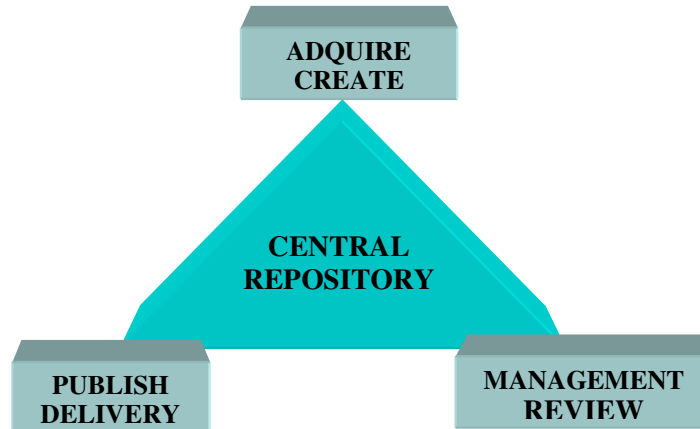 ADQUIRE
CREATE
CENTRAL
REPOSITORY
PUBLISH
DELIVERY
MANAGEMENT
REVIEW